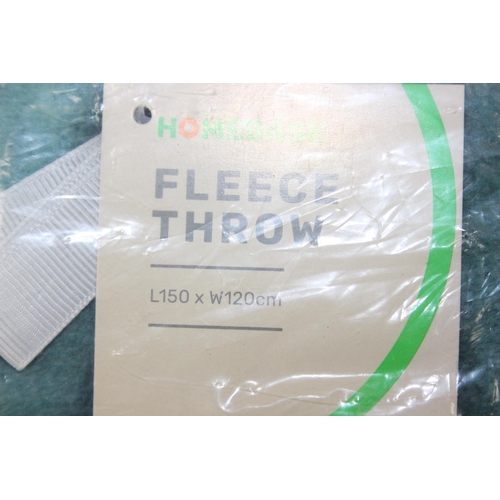 FLEECE
THROW
L150 x W120cm